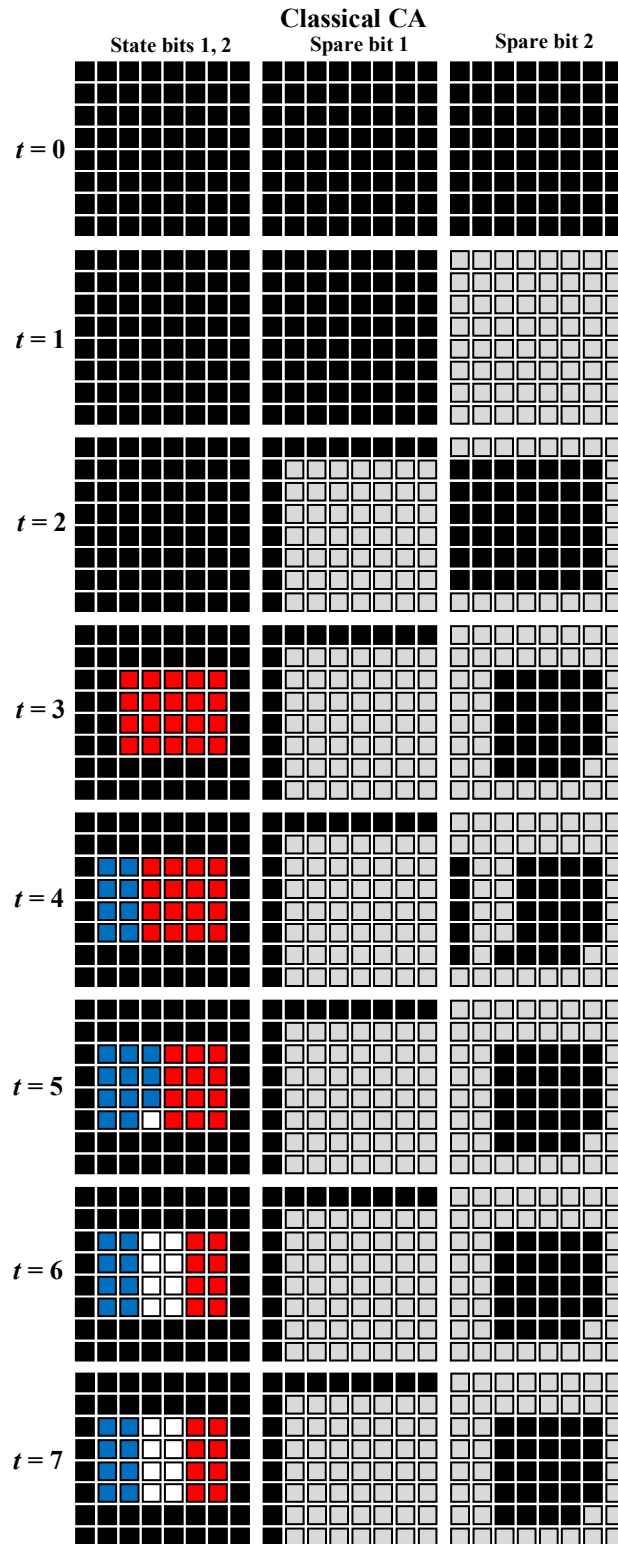 Classical CA
State bits 1, 2
Spare bit 1
Spare bit 2
t = 0
t = 1
t = 2
t = 3
t = 4
t = 5
t = 6
t = 7